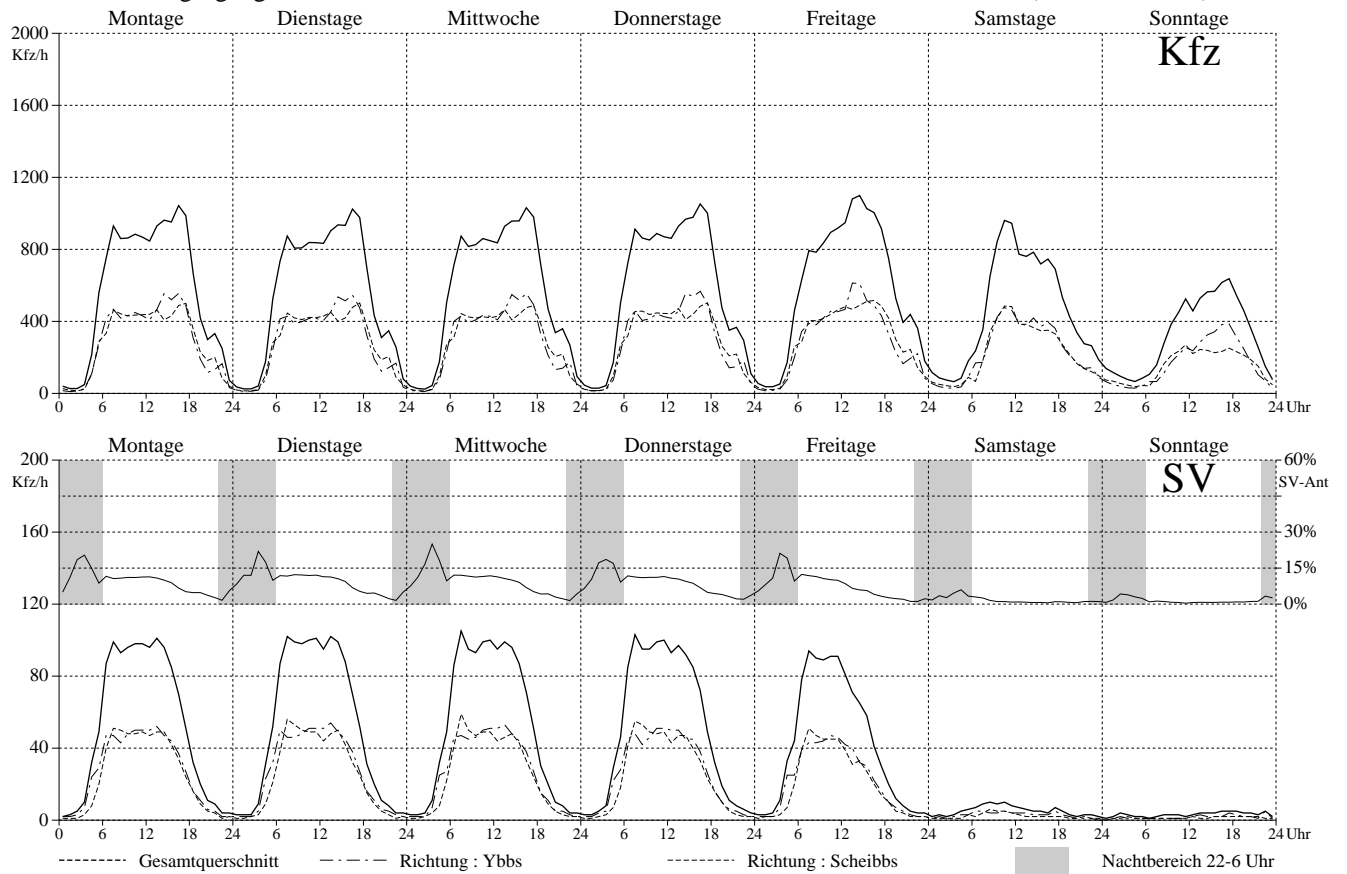 Montage Dienstage Mittwoche Donnerstage Freitage Samstage Sonntage
2000
Kfz/h
Kfz
1600
1200
800
400
0
0 6 12 18 24 6 12 18 24 6 12 18 24 6 12 18 24 6 12 18 24 6 12 18 24 6 12 18 24 Uhr
Montage Dienstage Mittwoche Donnerstage Freitage Samstage Sonntage
200 60%
Kfz/h SV SV-Ant
160 30%
15%
120 0%
80
40
0
0 6 12 18 24 6 12 18 24 6 12 18 24 6 12 18 24 6 12 18 24 6 12 18 24 6 12 18 24 Uhr
Gesamtquerschnitt Richtung : Ybbs Richtung : Scheibbs Nachtbereich 22-6 Uhr